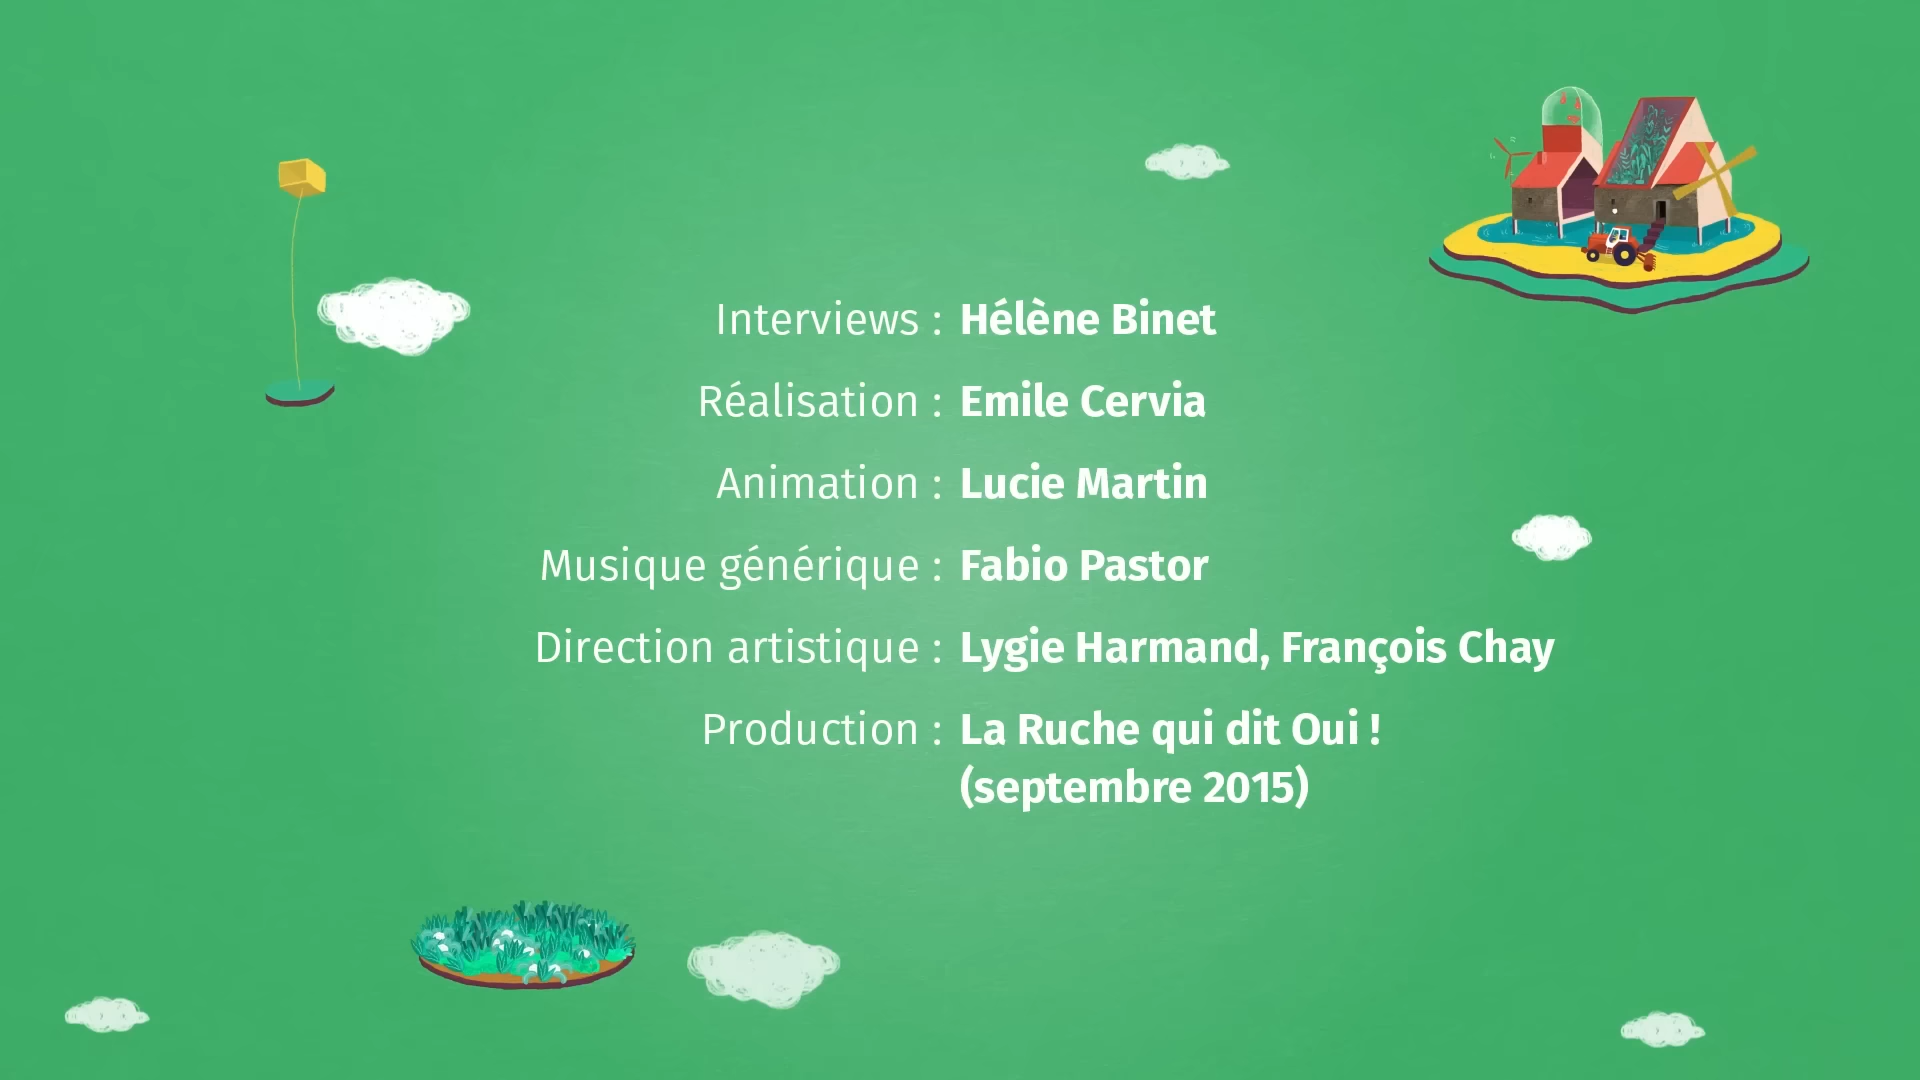 Interviews : Hélène Binet
Réalisation : Emile Cervia
Animation : Lucie Martin
Musique générique : Fabio Pastor
Direction artistique : Lygie Harmand, François Chay
Production : La Ruche qui dit Oui !
(septembre 2015)